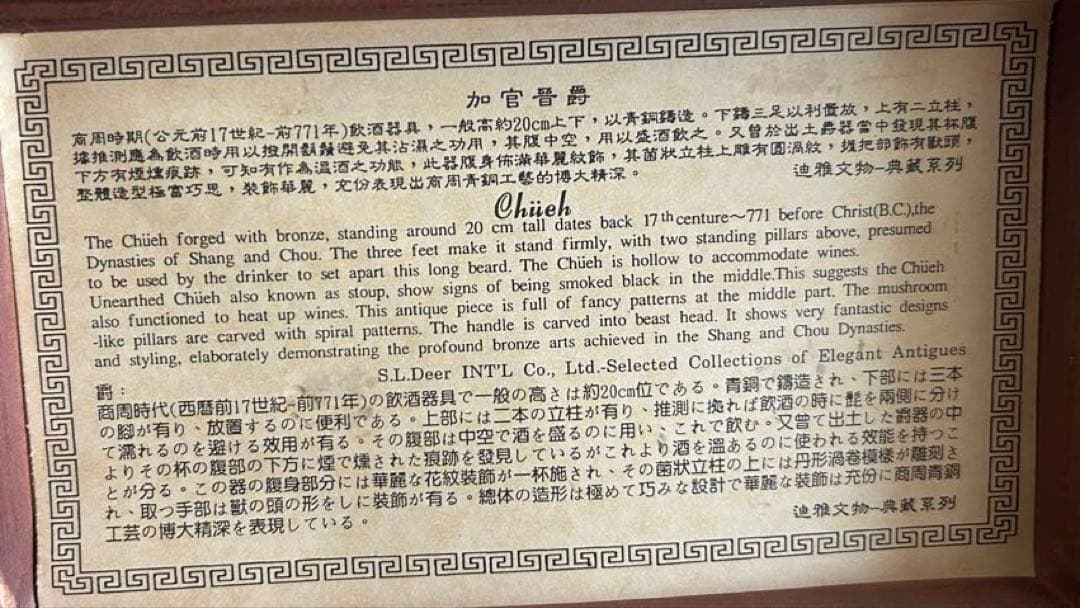 加官晉爵
商周時期(公元前17世紀-前771年)飲酒器具，一般高約20cm上下，以青銅鑄造。下鑄三足以利置放，上有二立柱，
據推測應為飲酒時用以撥開鬍鬚避免其沾濕之功用，其腹中空，用以盛酒飲之。又曾於出土爵器當中發現其杯腹
下方有煙燻痕跡，可知有作為溫酒之功能，此器腹身佈滿華麗紋飾，其菌狀立柱上雕有圓渦紋，握把部飾有獸頭，
整體造型極富巧思，裝飾華麗，充份表現出商周青銅工藝的博大精深。
迪雅文物–典藏系列
Chüeh
The Chüeh forged with bronze, standing around 20 cm tall dates back 17th centure～771 before Christ(B.C.),the
Dynasties of Shang and Chou. The three feet make it stand firmly, with two standing pillars above, presumed
to be used by the drinker to set apart this long beard. The Chüeh is hollow to accommodate wines.
Unearthed Chüeh also known as stoup, show signs of being smoked black in the middle.This suggests the Chüeh
also functioned to heat up wines. This antique piece is full of fancy patterns at the middle part. The mushroom
-like pillars are carved with spiral patterns. The handle is carved into beast head. It shows very fantastic designs
and styling, elaborately demonstrating the profound bronze arts achieved in the Shang and Chou Dynasties.
S.L.Deer INT'L Co., Ltd.-Selected Collections of Elegant Antigues
爵：
商周時代(西曆前17世紀-前771年)の飲酒器具で一般の高さは約20cm位である。青銅で鑄造され、下部には三本
の腳が有り、放置するのに便利である。上部には二本の立柱が有り、推測に拠れば飲酒の時に髭を兩側に分け
て濡れるのを避ける效用が有る。その腹部は中空で酒を盛るのに用い、これで飲む。又曾て出土した爵器の中
よりその杯の腹部の下方に煙で燻された痕跡を發見しているがこれより酒を溫あるのに使われる效能を持つこ
とが分る。この器の腹身部分には華麗な花紋裝飾が一杯施され、その菌狀立柱の上には丹形渦卷模樣が雕刻さ
れ、取つ手部は獸の頭の形をしに裝飾が有る。總体の造形は極めて巧みな設計で華麗な裝飾は充份に商周青銅
工芸の博大精深を表現している。
迪雅文物–典藏系列